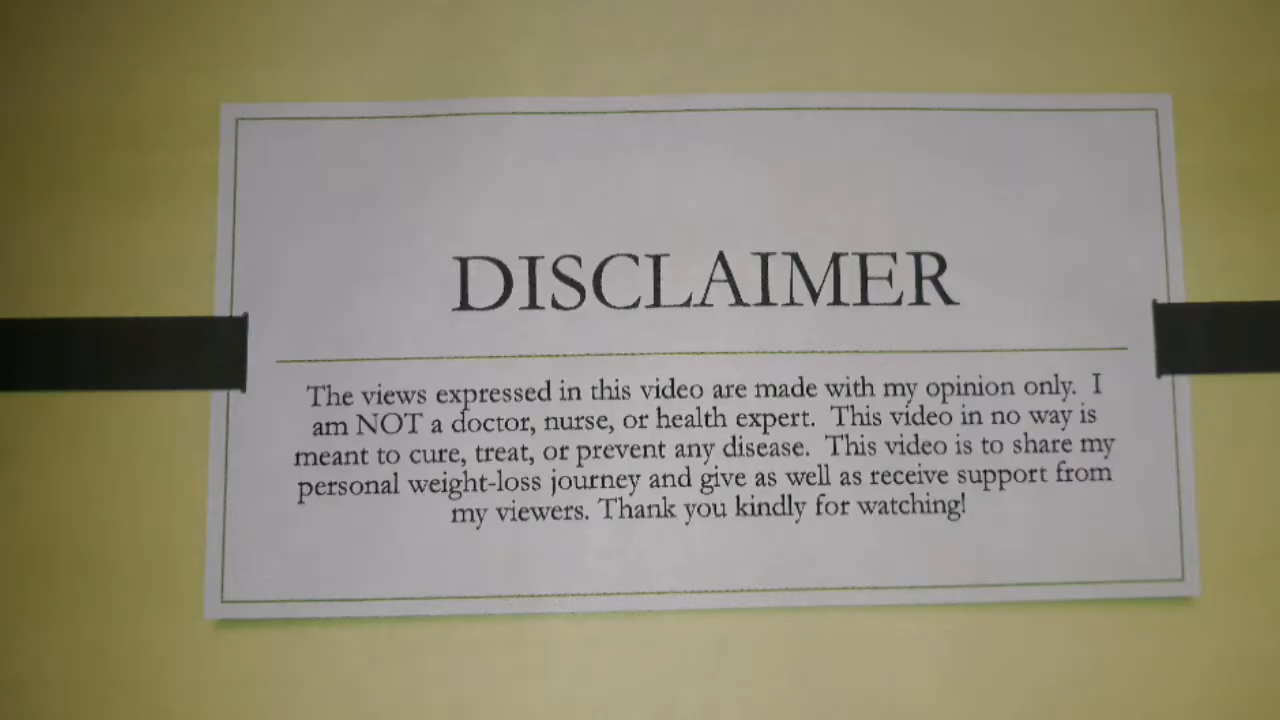 DISCLAIMER
The views expressed in this video are made with my opinion only.  I
am NOT a doctor, nurse, or health expert.  This video in no way is
meant to cure, treat, or prevent any disease.  This video is to share my
personal weight-loss journey and give as well as receive support from
my viewers. Thank you kindly for watching!